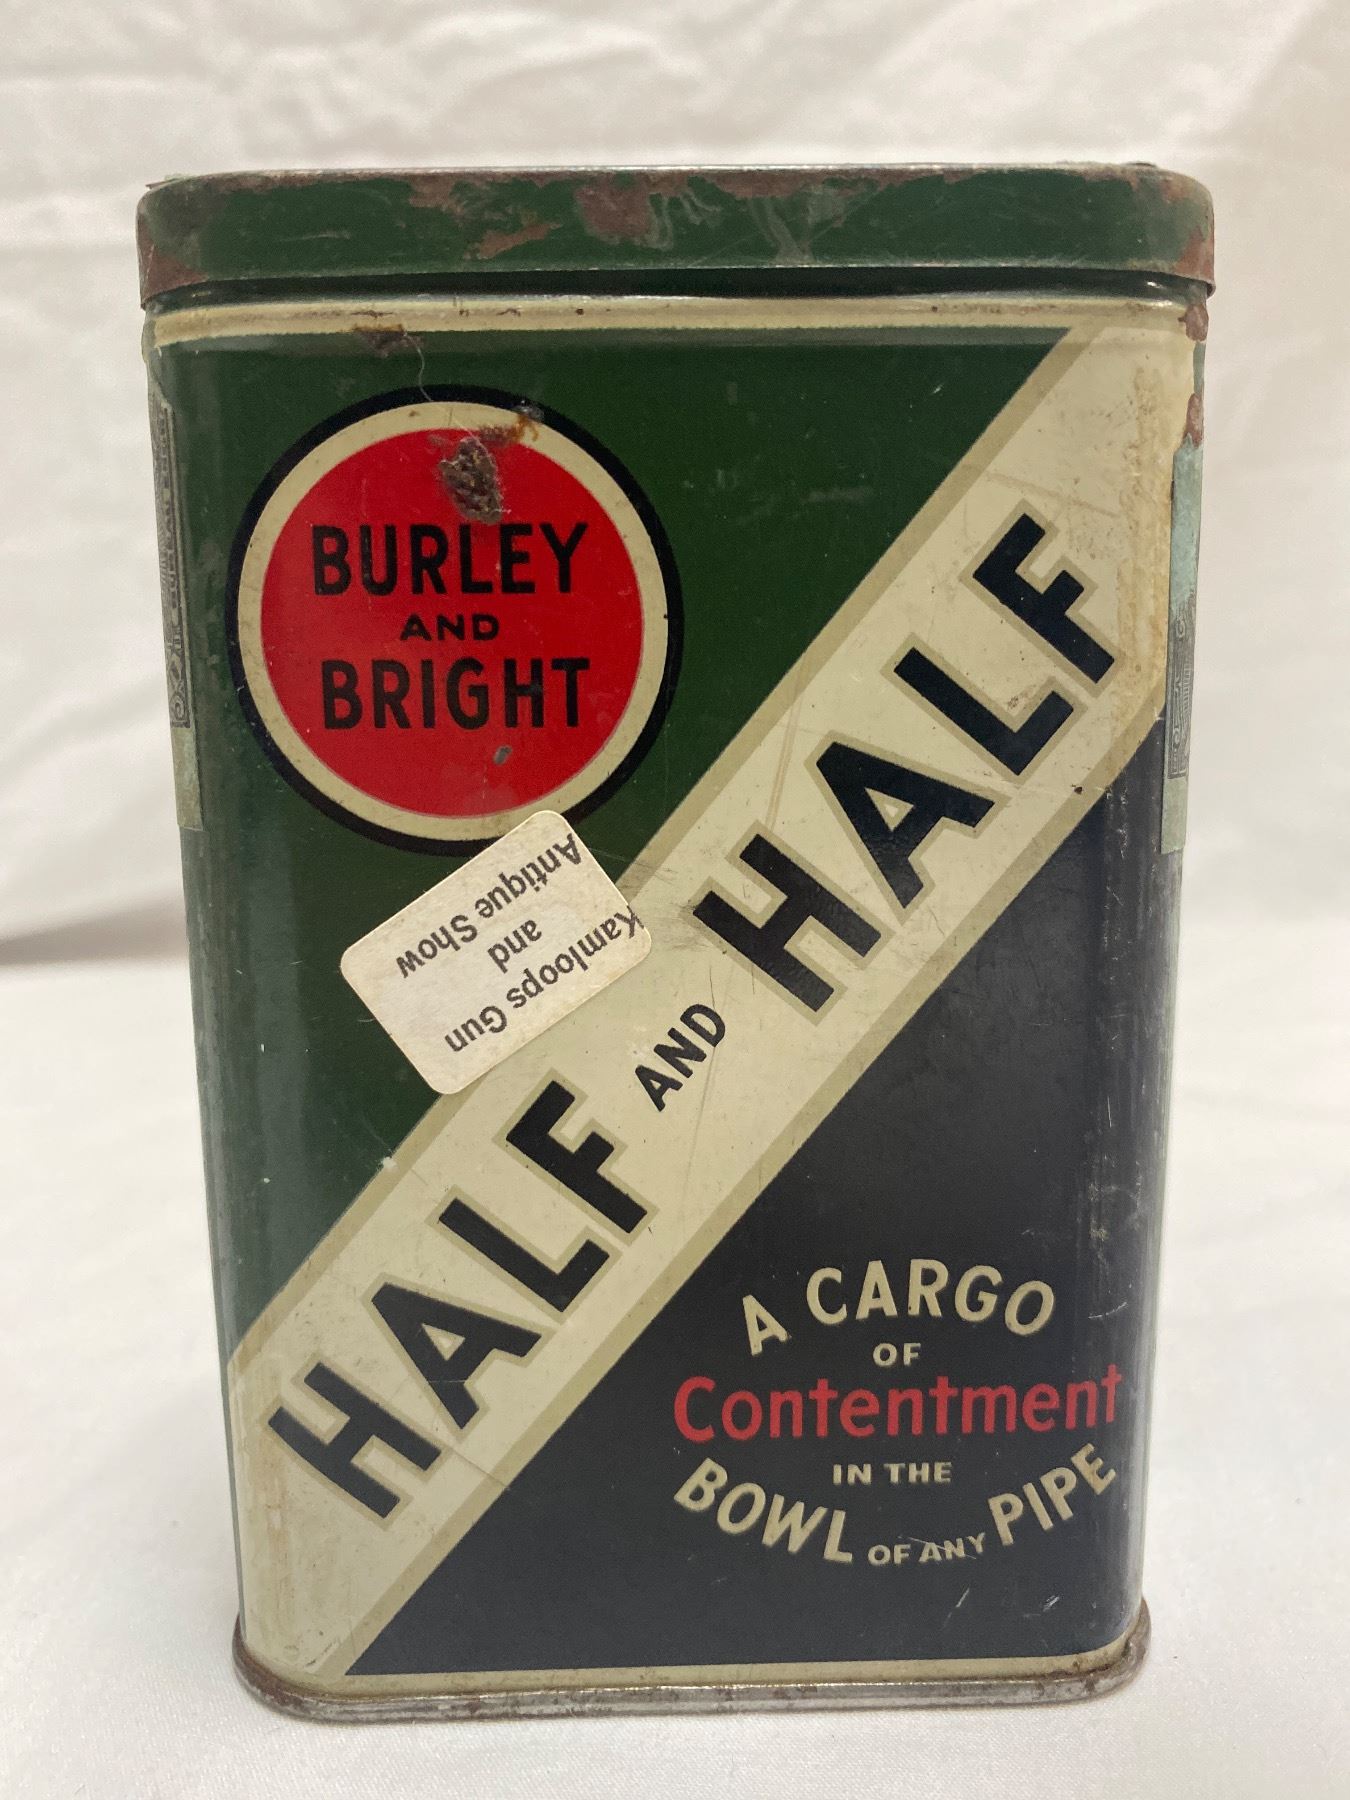 BURLEY
AND
BRIGHT
Kamloops Gun
and
Antique Show
HALF AND HALF
A CARGO
OF
Contentment
IN THE
BOWL OF ANY PIPE